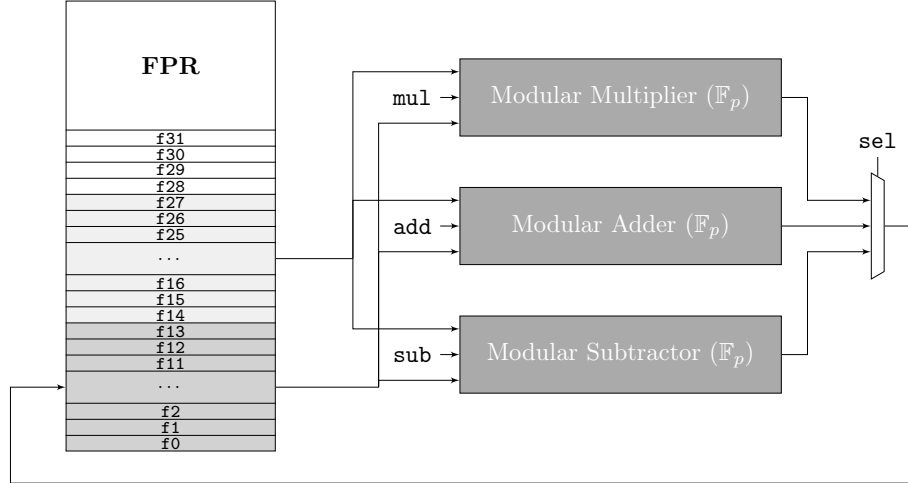 FPR
f31
f30
f29
f28
f27
f26
f25
...
f16
f15
f14
f13
f12
f11
...
f2
f1
f0
mul
Modular Multiplier (𝔽p)
add
Modular Adder (𝔽p)
sub
Modular Subtractor (𝔽p)
sel